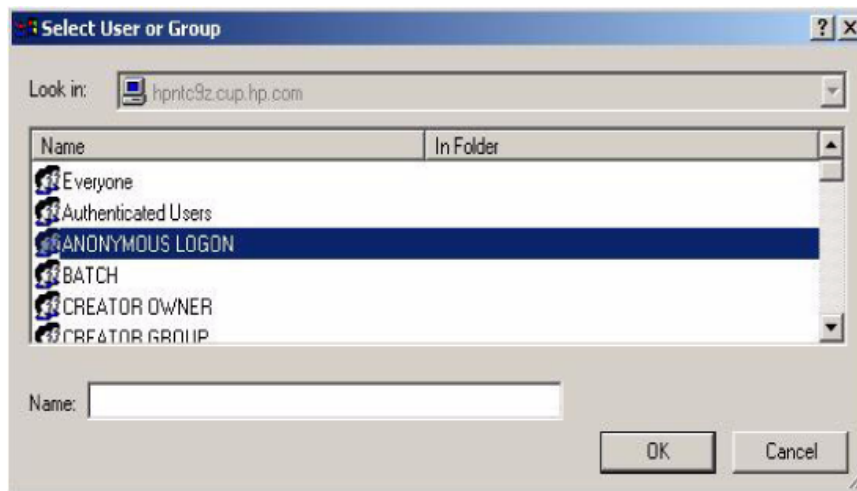 Select User or Group
Look in: hpntc9z.cup.hp.com
Name In Folder
Everyone
Authenticated Users
ANONYMOUS LOGON
BATCH
CREATOR OWNER
CREATOR GROUP
Name:
OK Cancel